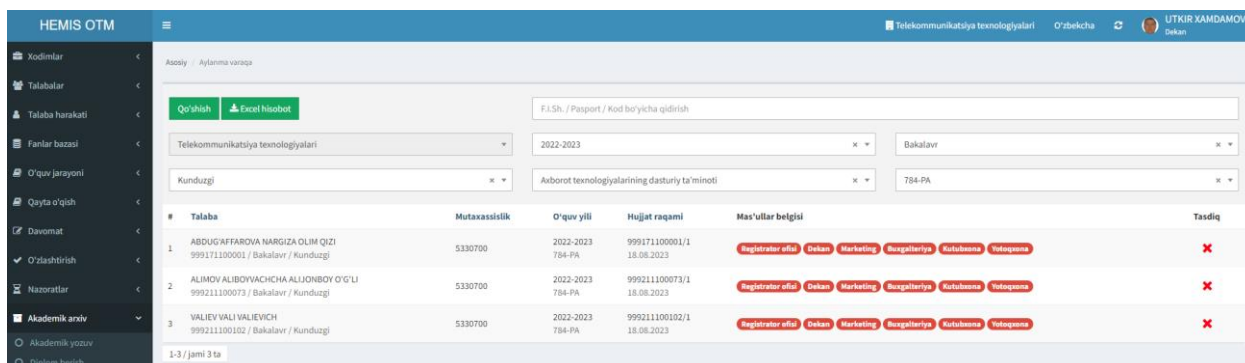 HEMIS OTM
Telekommunikatsiya texnologiyalari O'zbekcha UTKIR XAMDAMOV
Dekan
Xodimlar
Talabalar
Talaba harakati
Fanlar bazasi
O'quv jarayoni
Qayta o'qish
Davomat
O'zlashtirish
Nazoratlar
Akademik arxiv
Akademik yozuv
Diplom berish
Asosiy / Aylanma varaqa
Qo'shish Excel hisobot F.I.Sh. / Pasport / Kod bo'yicha qidirish
Telekommunikatsiya texnologiyalari 2022-2023 Bakalavr
Kunduzgi Axborot texnologiyalarining dasturiy ta'minoti 784-PA
# Talaba Mutaxassislik O'quv yili Hujjat raqami Mas'ullar belgisi Tasdiq
1 ABDUG'AFFAROVA NARGIZA OLIM QIZI 5330700 2022-2023 999171100001/1 Registrator ofisi Dekan Marketing Buxgalteriya Kutubxona Yotoqxona
999171100001 / Bakalavr / Kunduzgi 784-PA 18.08.2023
2 ALIMOV ALIBOYVACHCHA ALIJONBOY O'G'LI 5330700 2022-2023 999211100073/1 Registrator ofisi Dekan Marketing Buxgalteriya Kutubxona Yotoqxona
999211100073 / Bakalavr / Kunduzgi 784-PA 18.08.2023
3 VALIEV VALI VALIEVICH 5330700 2022-2023 999211100102/1 Registrator ofisi Dekan Marketing Buxgalteriya Kutubxona Yotoqxona
999211100102 / Bakalavr / Kunduzgi 784-PA 18.08.2023
1-3 / jami 3 ta